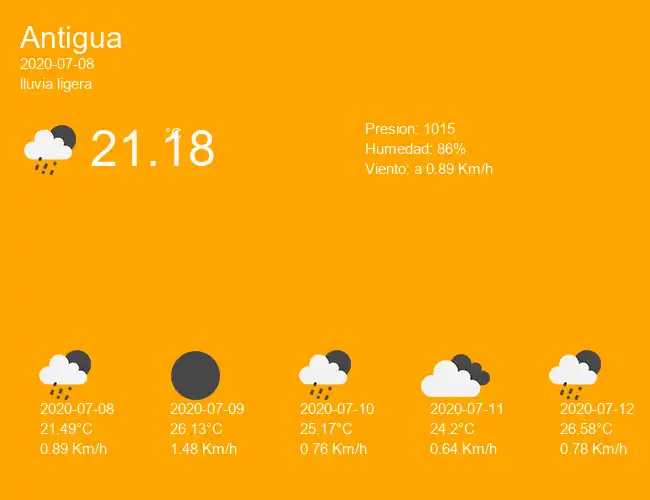 Antigua
2020-07-08
lluvia ligera
21.18
°C
Presion: 1015
Humedad: 86%
Viento: a 0.89 Km/h
2020-07-08
21.49°C
0.89 Km/h
2020-07-09
26.13°C
1.48 Km/h
2020-07-10
25.17°C
0.76 Km/h
2020-07-11
24.2°C
0.64 Km/h
2020-07-12
26.58°C
0.78 Km/h